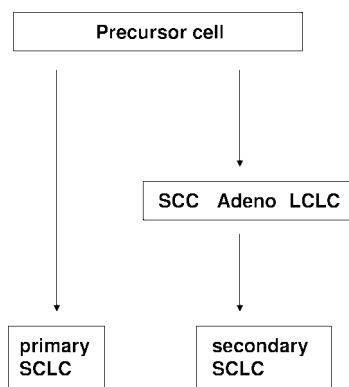 Precursor cell
SCC Adeno LCLC
primary
SCLC
secondary
SCLC